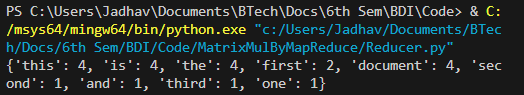 PS C:\Users\Jadhav\Documents\BTech\Docs\6th Sem\BDI\Code> & C:
/msys64/mingw64/bin/python.exe "c:/Users/Jadhav/Documents/BTec
h/Docs/6th Sem/BDI/Code/MatrixMulByMapReduce/Reducer.py"
{'this': 4, 'is': 4, 'the': 4, 'first': 2, 'document': 4, 'sec
ond': 1, 'and': 1, 'third': 1, 'one': 1}